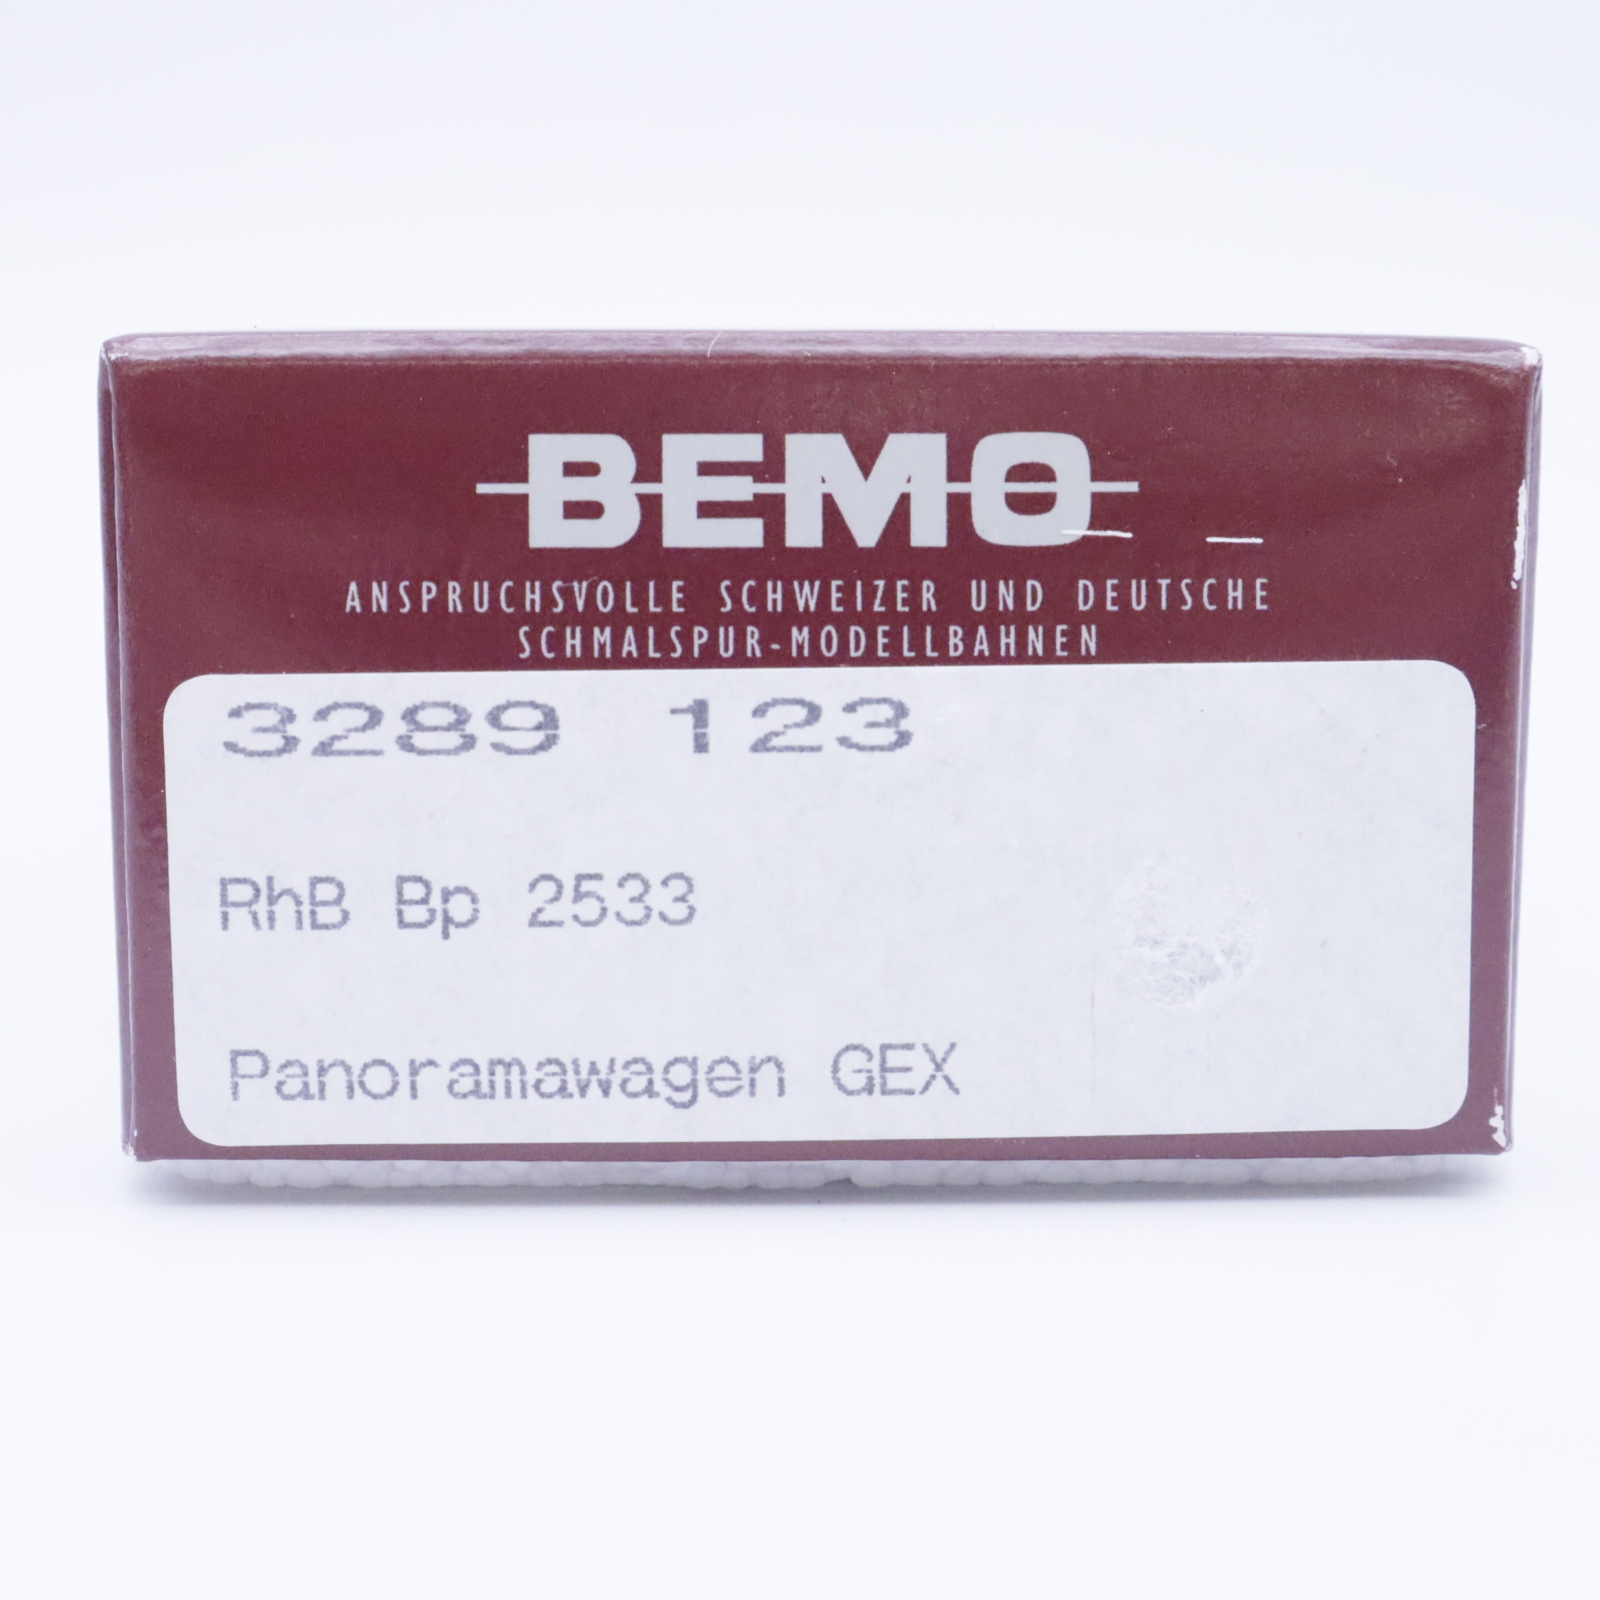 BEMO
ANSPRUCHSVOLLE SCHWEIZER UND DEUTSCHE
SCHMALSPUR-MODELLBAHNEN
3289 123
RhB Bp 2533
Panoramawagen GEX